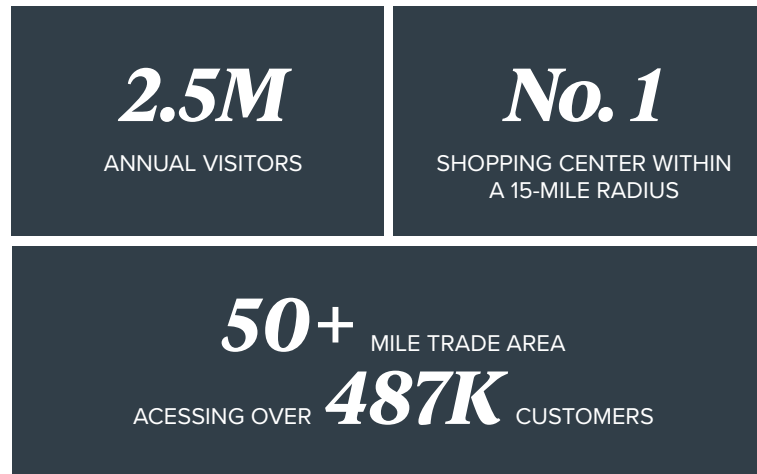 2.5M
ANNUAL VISITORS
No. 1
SHOPPING CENTER WITHIN
A 15-MILE RADIUS
50+ MILE TRADE AREA
ACESSING OVER 487K CUSTOMERS